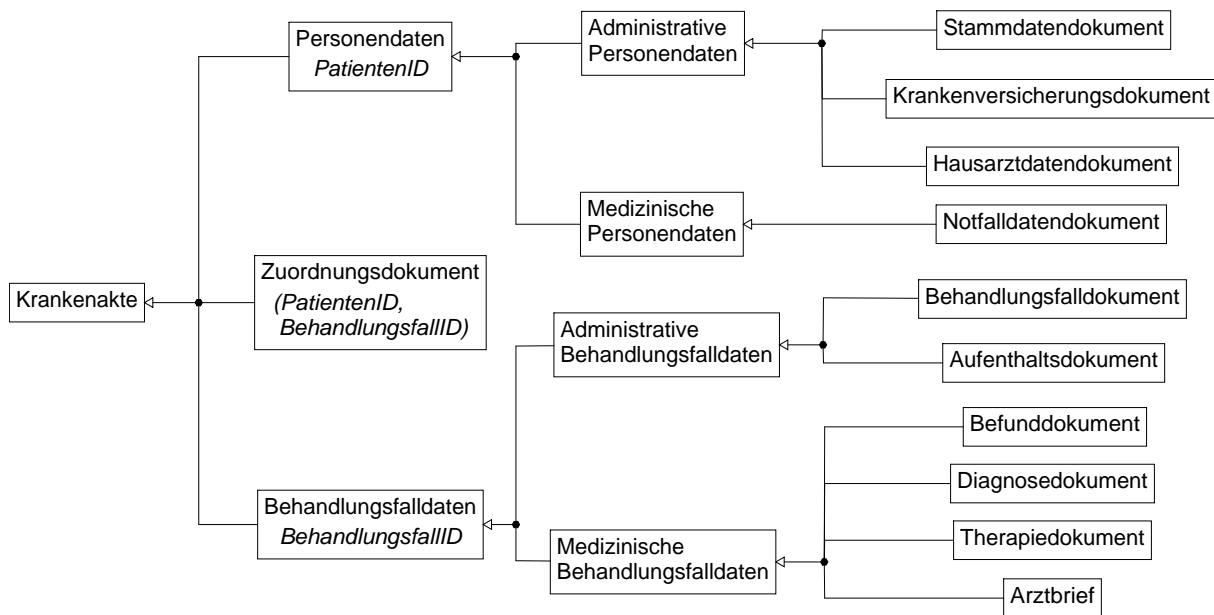 Personendaten
PatientenID
Administrative
Personendaten
Stammdatendokument
Krankenversicherungsdokument
Hausarztdatendokument
Medizinische
Personendaten
Notfalldatendokument
Krankenakte
Zuordnungsdokument
(PatientenID,
BehandlungsfallID)
Administrative
Behandlungsfalldaten
Behandlungsfalldokument
Aufenthaltsdokument
Behandlungsfalldaten
BehandlungsfallID
Medizinische
Behandlungsfalldaten
Befunddokument
Diagnosedokument
Therapiedokument
Arztbrief